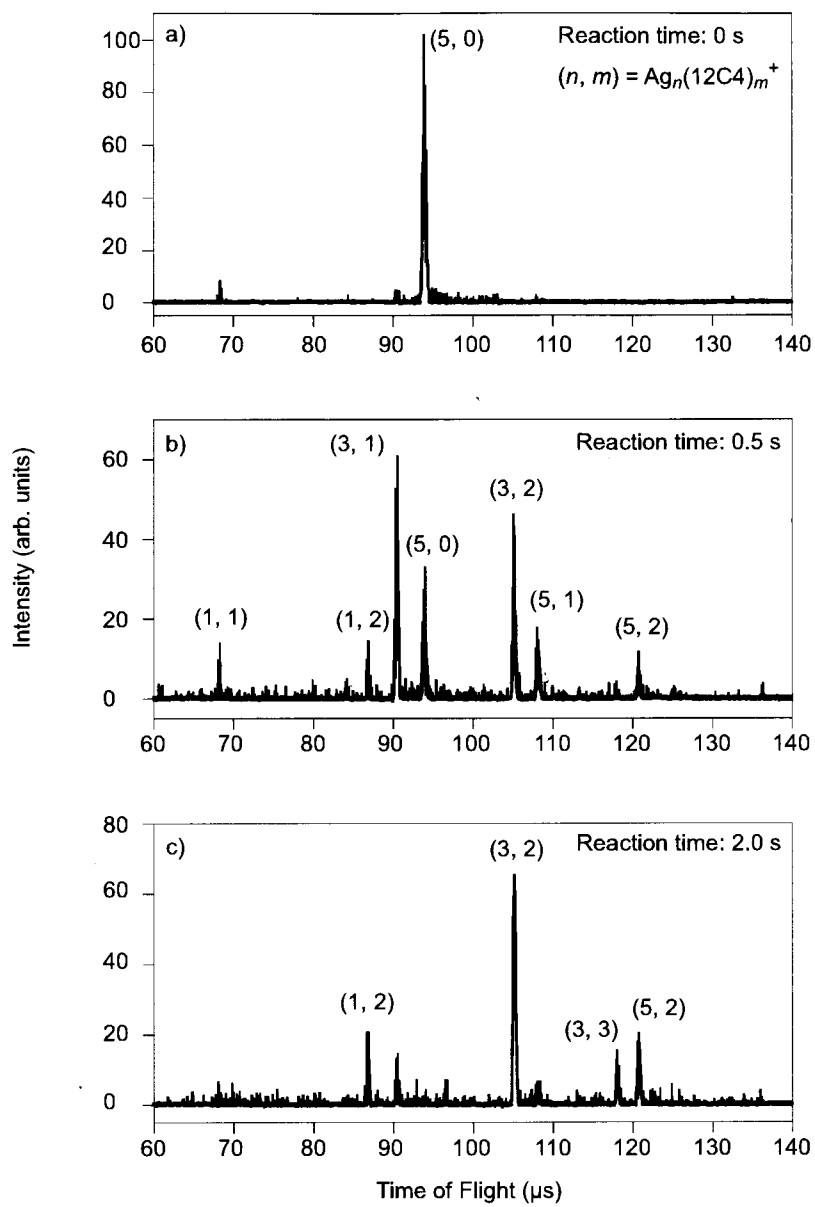 a)
(5, 0)
Reaction time: 0 s
(n, m) = Agₙ(12C4)ₘ⁺
100
80
60
40
20
0
60 70 80 90 100 110 120 130 140
b)
(3, 1)
Reaction time: 0.5 s
(3, 2)
(5, 0)
(1, 1)
(1, 2)
(5, 1)
(5, 2)
60
40
20
0
60 70 80 90 100 110 120 130 140
Intensity (arb. units)
c)
(3, 2)
Reaction time: 2.0 s
(1, 2)
(3, 3)
(5, 2)
80
60
40
20
0
60 70 80 90 100 110 120 130 140
Time of Flight (µs)